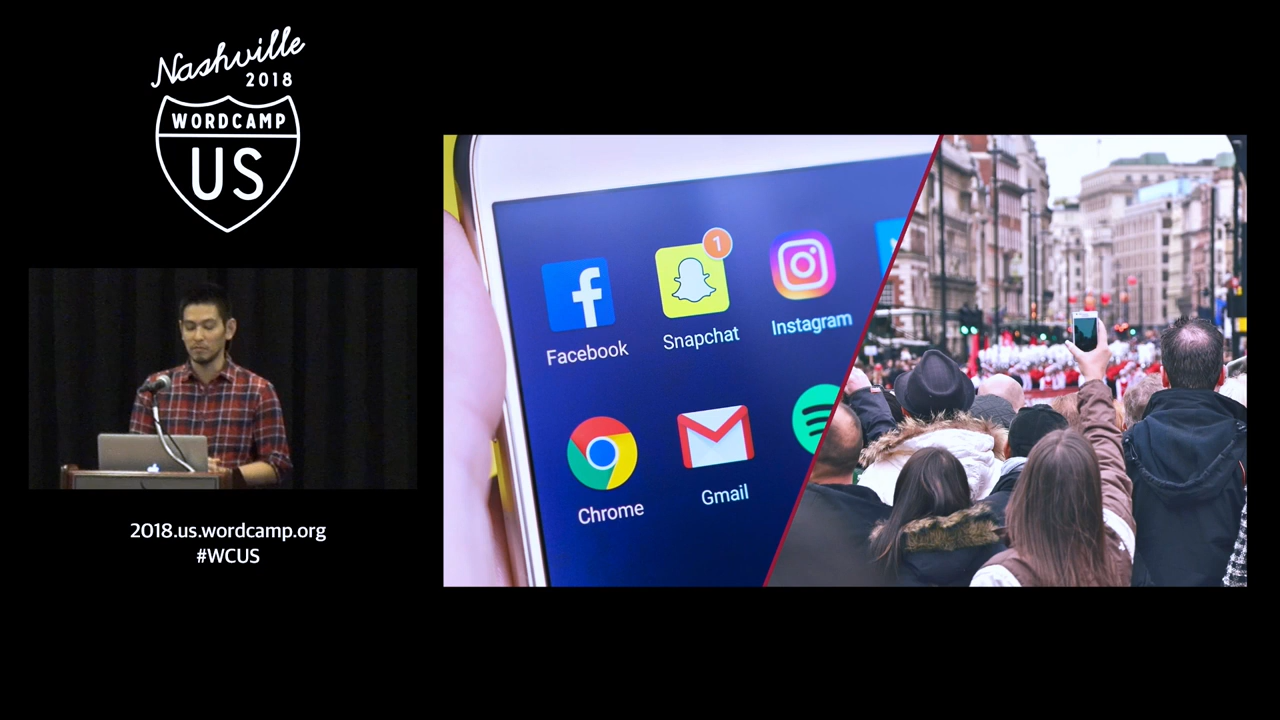 Nashville
2018
WORDCAMP
US
2018.us.wordcamp.org
#WCUS
1
Facebook
Snapchat
Instagram
Chrome
Gmail